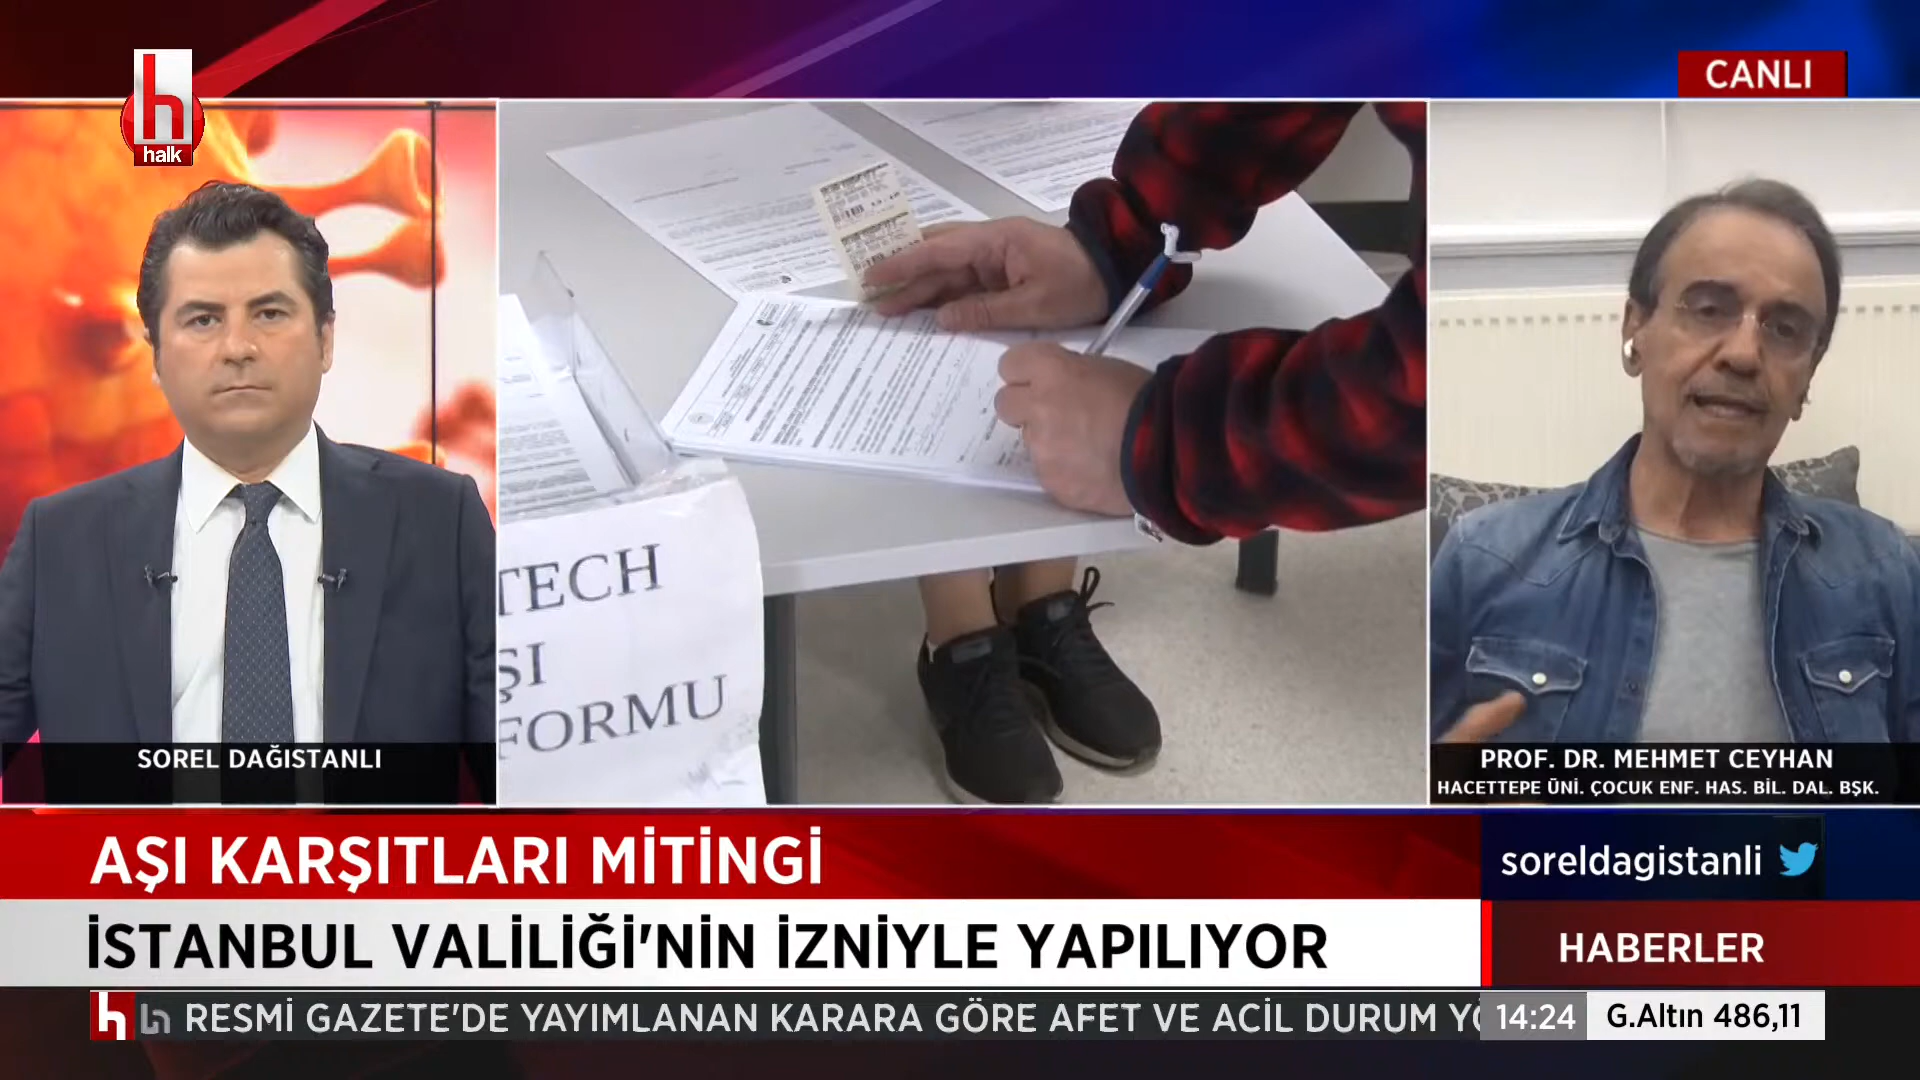 h
halk
CANLI
TECH
ŞI
FORMU
SOREL DAĞISTANLI
PROF. DR. MEHMET CEYHAN
HACETTEPE ÜNİ. ÇOCUK ENF. HAS. BİL. DAL. BŞK.
AŞI KARŞITLARI MİTİNGİ
soreldagistanli
İSTANBUL VALİLİĞİ'NİN İZNİYLE YAPILIYOR
HABERLER
h RESMİ GAZETE'DE YAYIMLANAN KARARA GÖRE AFET VE ACİL DURUM YÖ
14:24
G.Altın 486,11